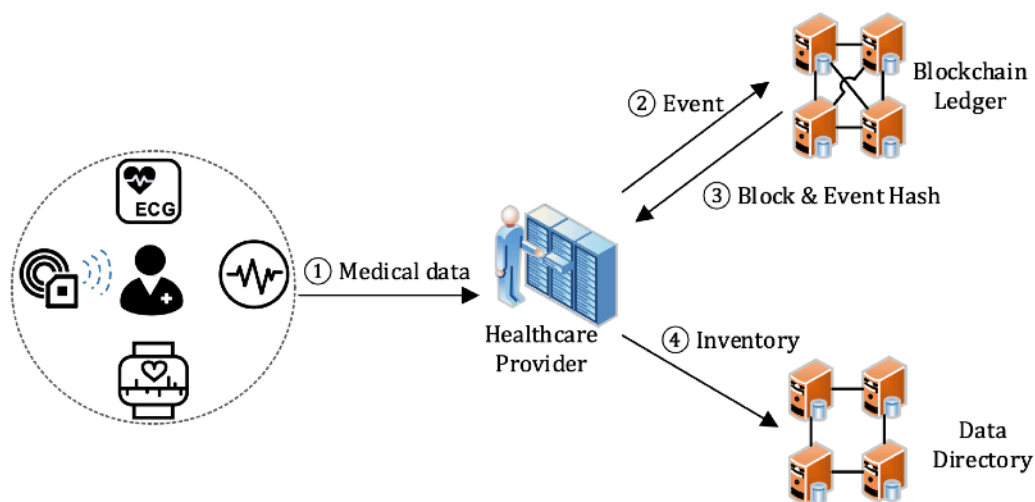 ECG
① Medical data
Healthcare
Provider
② Event
③ Block & Event Hash
Blockchain
Ledger
④ Inventory
Data
Directory